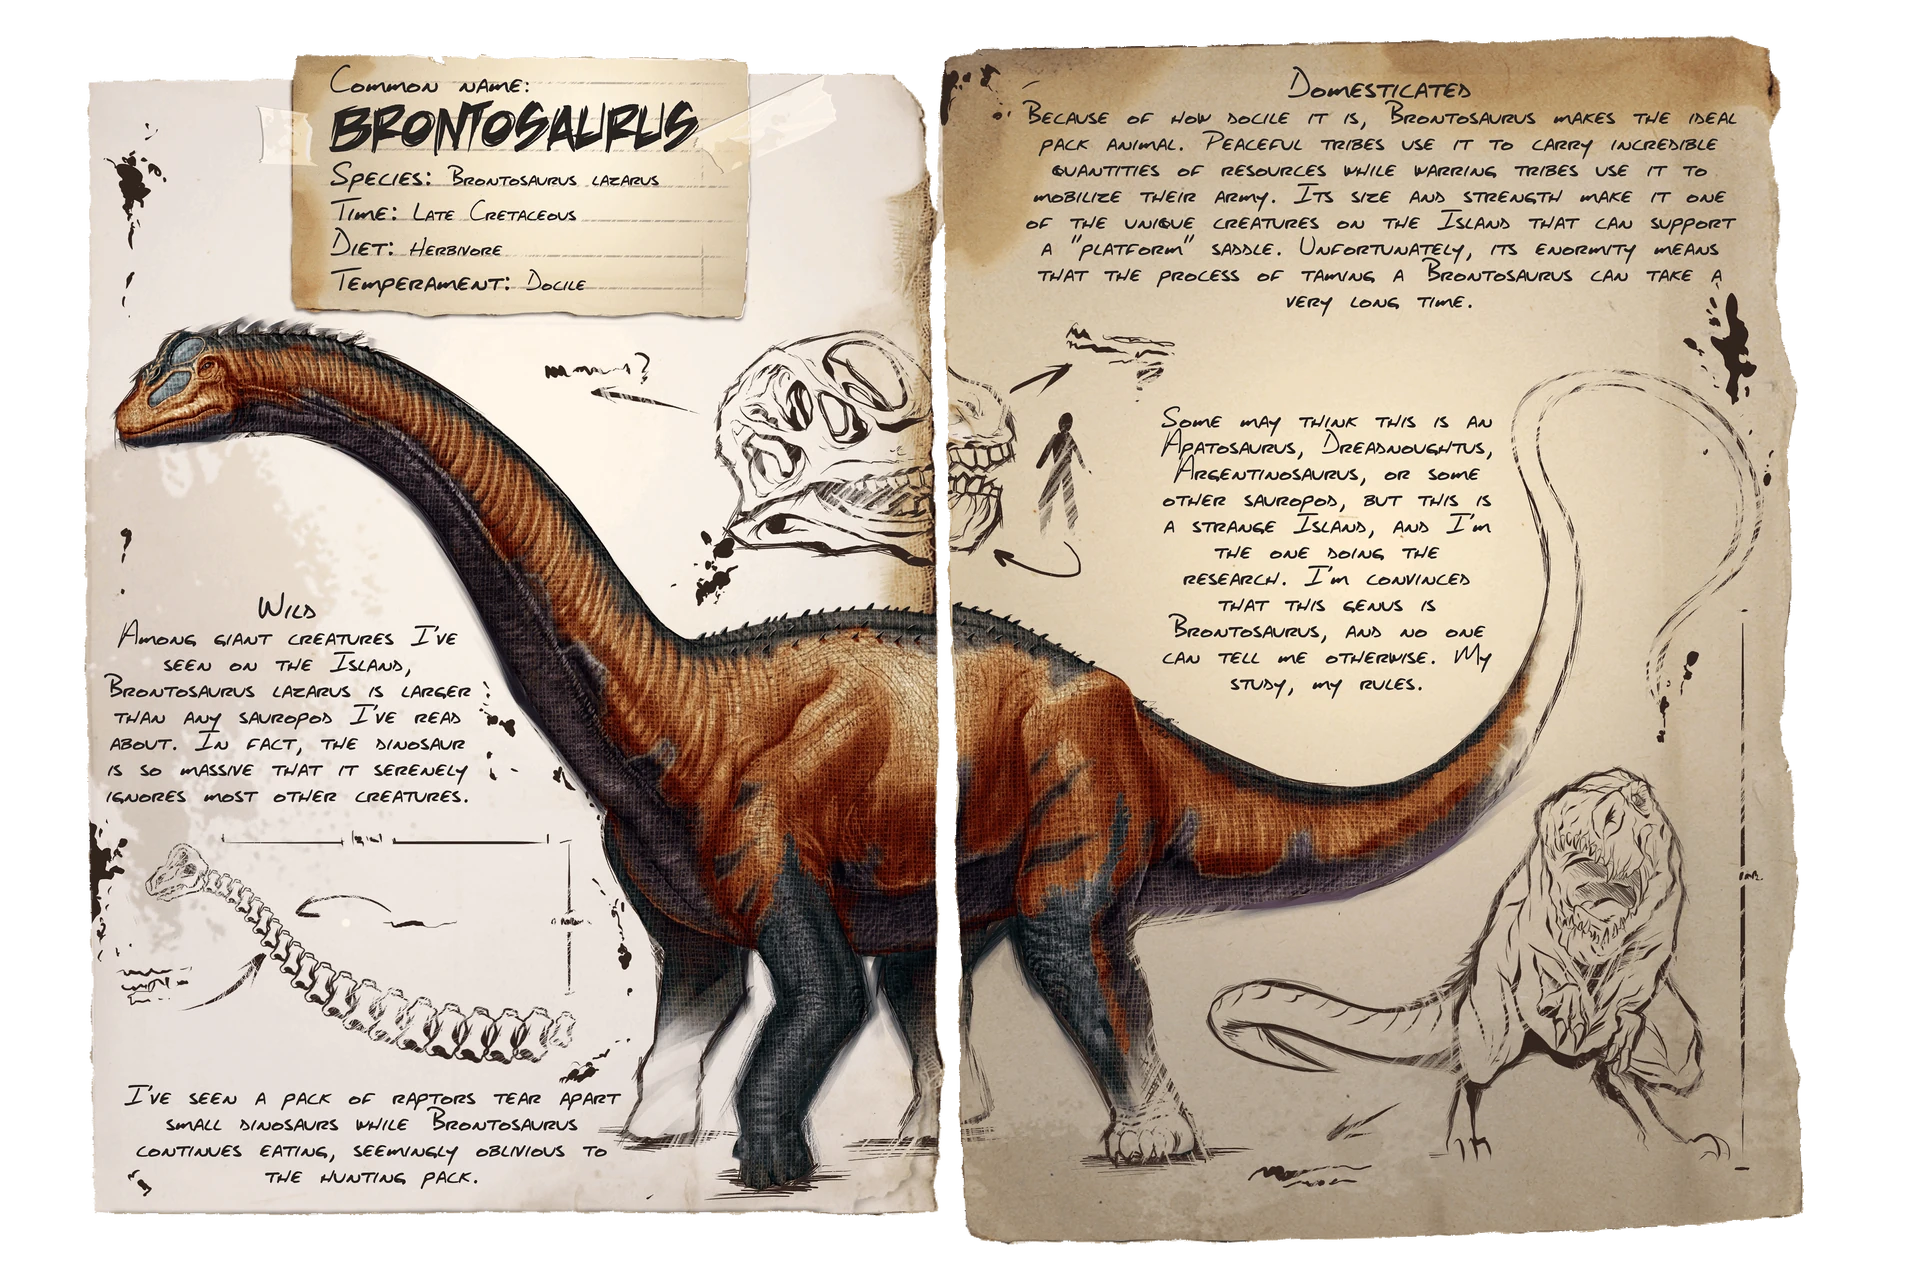 Common name:
Brontosaurus
Species: Brontosaurus lazarus
Time: Late Cretaceous
Diet: Herbivore
Temperament: Docile
Wild
Among giant creatures I've
seen on the Island,
Brontosaurus lazarus is larger
than any sauropod I've read
about. In fact, the dinosaur
is so massive that it serenely
ignores most other creatures.
I've seen a pack of raptors tear apart
small dinosaurs while Brontosaurus
continues eating, seemingly oblivious to
the hunting pack.
Domesticated
Because of how docile it is, Brontosaurus makes the ideal
pack animal. Peaceful tribes use it to carry incredible
quantities of resources while warring tribes use it to
mobilize their army. Its size and strength make it one
of the unique creatures on the Island that can support
a "platform" saddle. Unfortunately, its enormity means
that the process of taming a Brontosaurus can take a
very long time.
Some may think this is an
Apatosaurus, Dreadnoughtus,
Argentinosaurus, or some
other sauropod, but this is
a strange Island, and I'm
the one doing the
research. I'm convinced
that this genus is
Brontosaurus, and no one
can tell me otherwise. My
study, my rules.